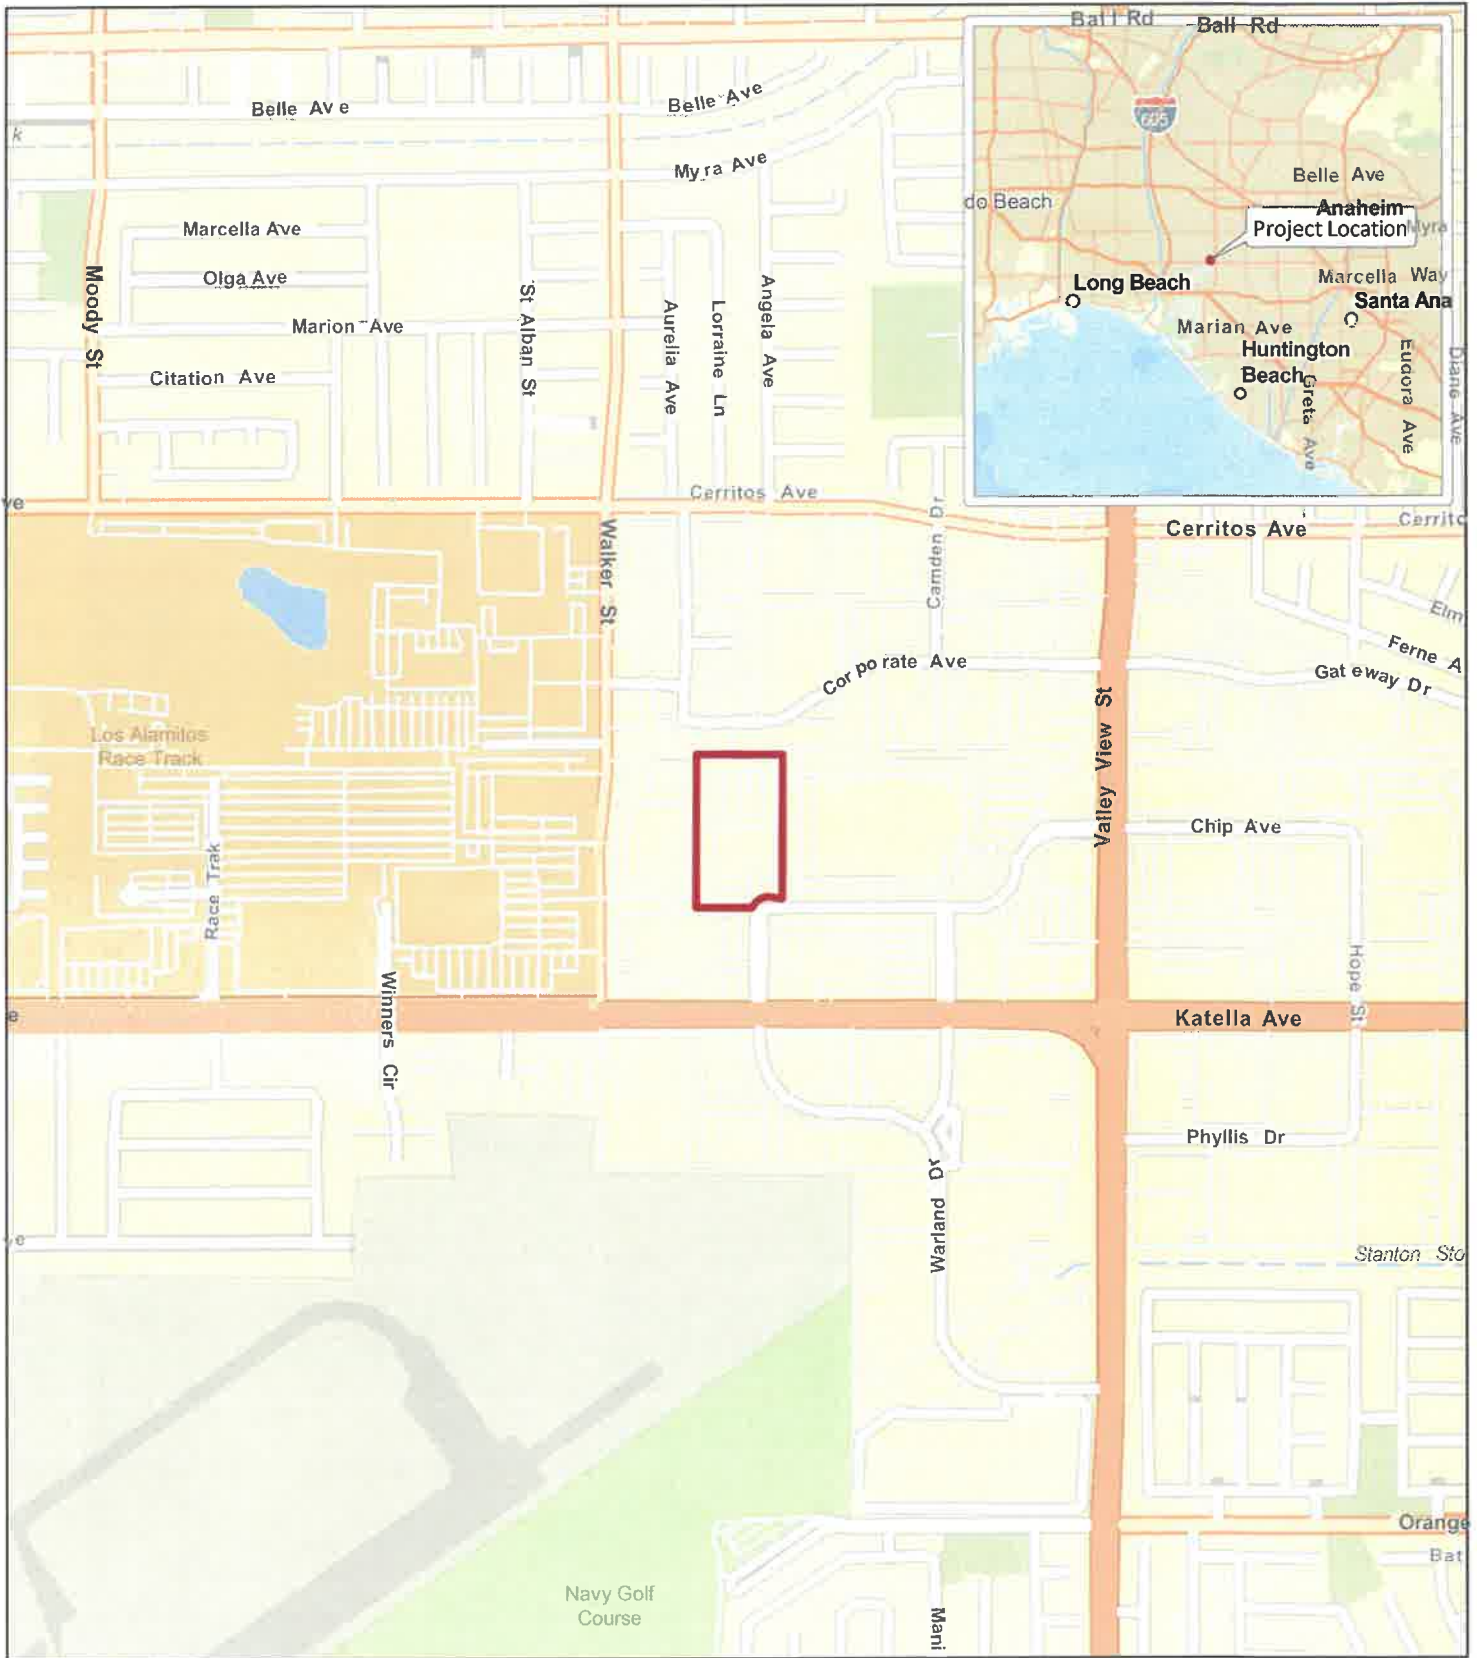 Ball Rd
Ball Rd
605
Belle Ave
Belle Ave
k
Myra Ave
Belle Ave
do Beach
Anaheim
Project Location
Myra
Marcella Ave
Olga Ave
Marcella Way
Long Beach
Santa Ana
Moody St
St Alban St
Aurelia Ave
Lorraine Ln
Angela Ave
Marion Ave
Marian Ave
Huntington
Beach
Greta Ave
Eudora Ave
Diane Ave
Citation Ave
ve
Cerritos Ave
Cerritos Ave
Cerrito
Walker St
Camden Dr
Elm
Ferne A
Corporate Ave
Gateway Dr
Valley View St
Los Alamitos
Race Track
Chip Ave
Race Trak
Winners Cir
Hope St
e
Katella Ave
Phyllis Dr
Warland Dr
ve
Stanton Sto
Orange
Bat
Navy Golf
Course
Mani